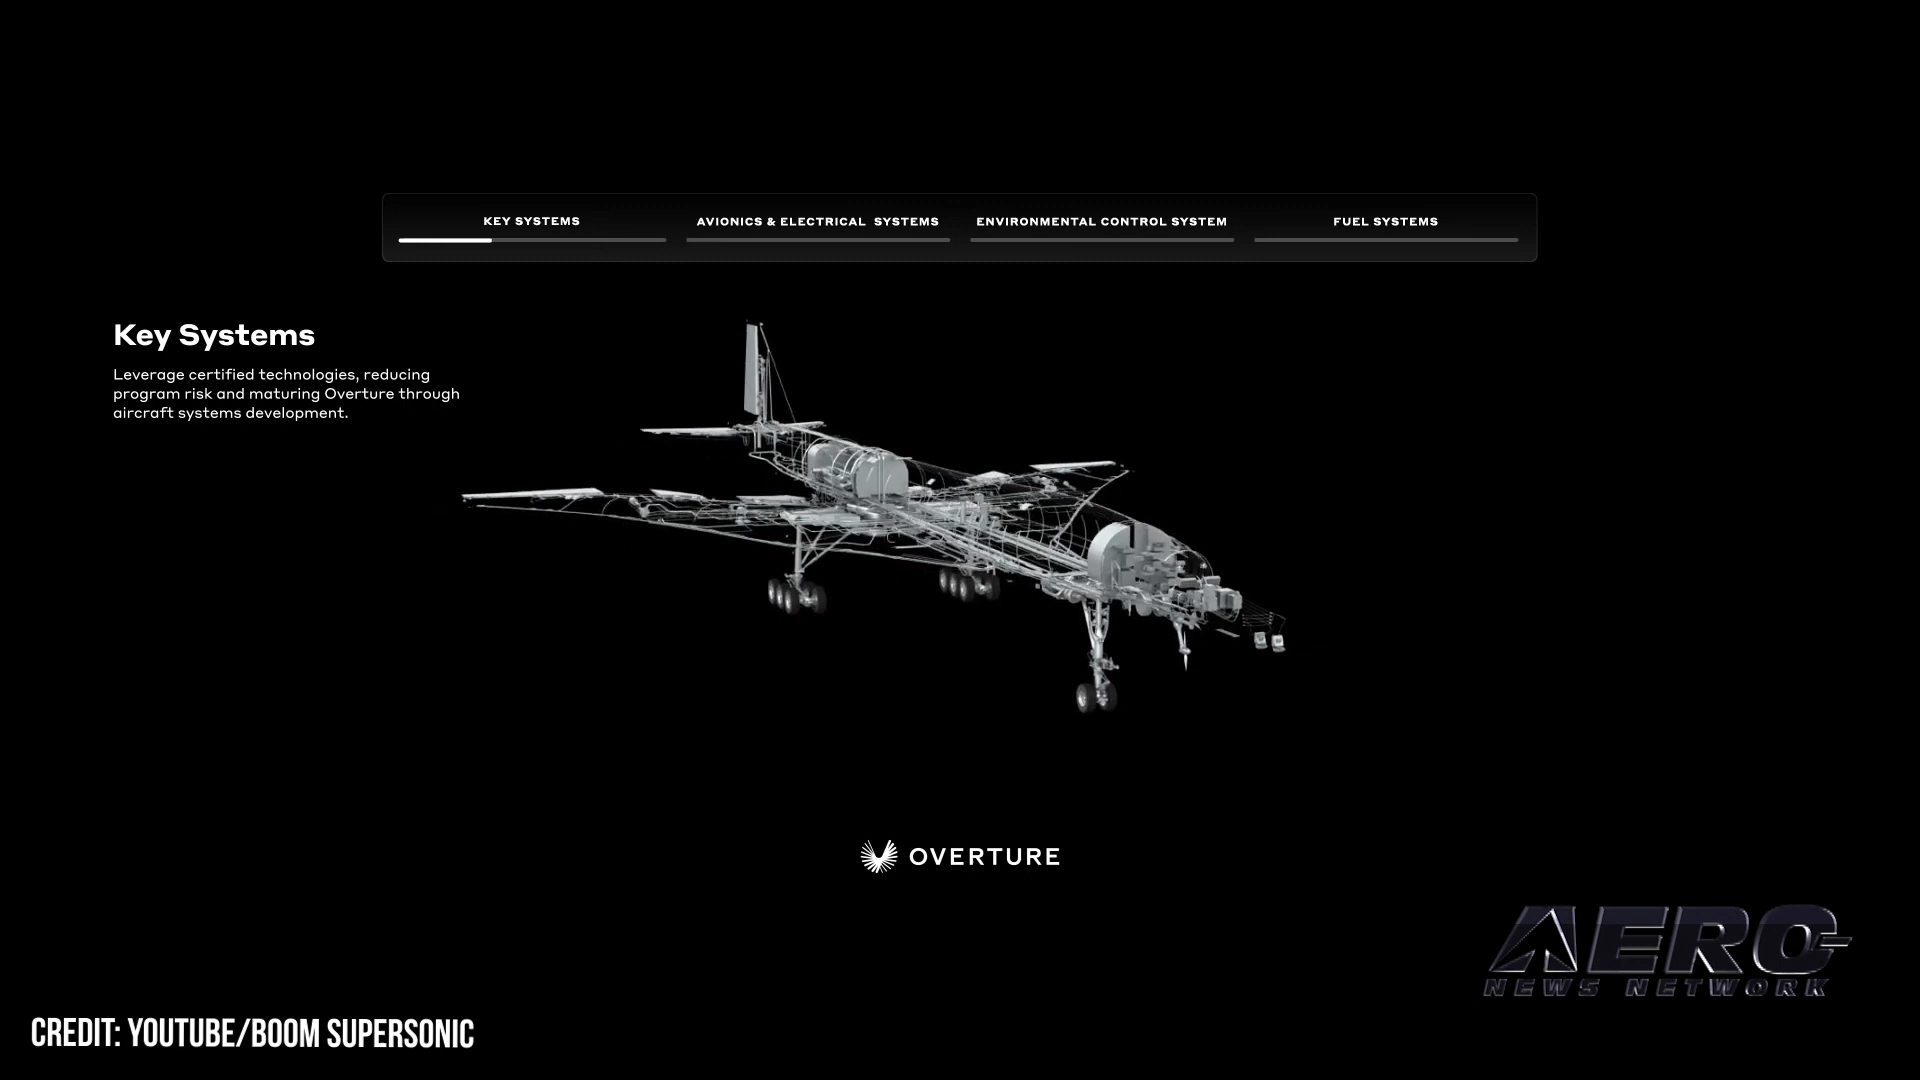 KEY SYSTEMS
AVIONICS & ELECTRICAL SYSTEMS
ENVIRONMENTAL CONTROL SYSTEM
FUEL SYSTEMS
Key Systems
Leverage certified technologies, reducing
program risk and maturing Overture through
aircraft systems development.
OVERTURE
AERO
NEWS NETWORK
CREDIT: YOUTUBE/BOOM SUPERSONIC